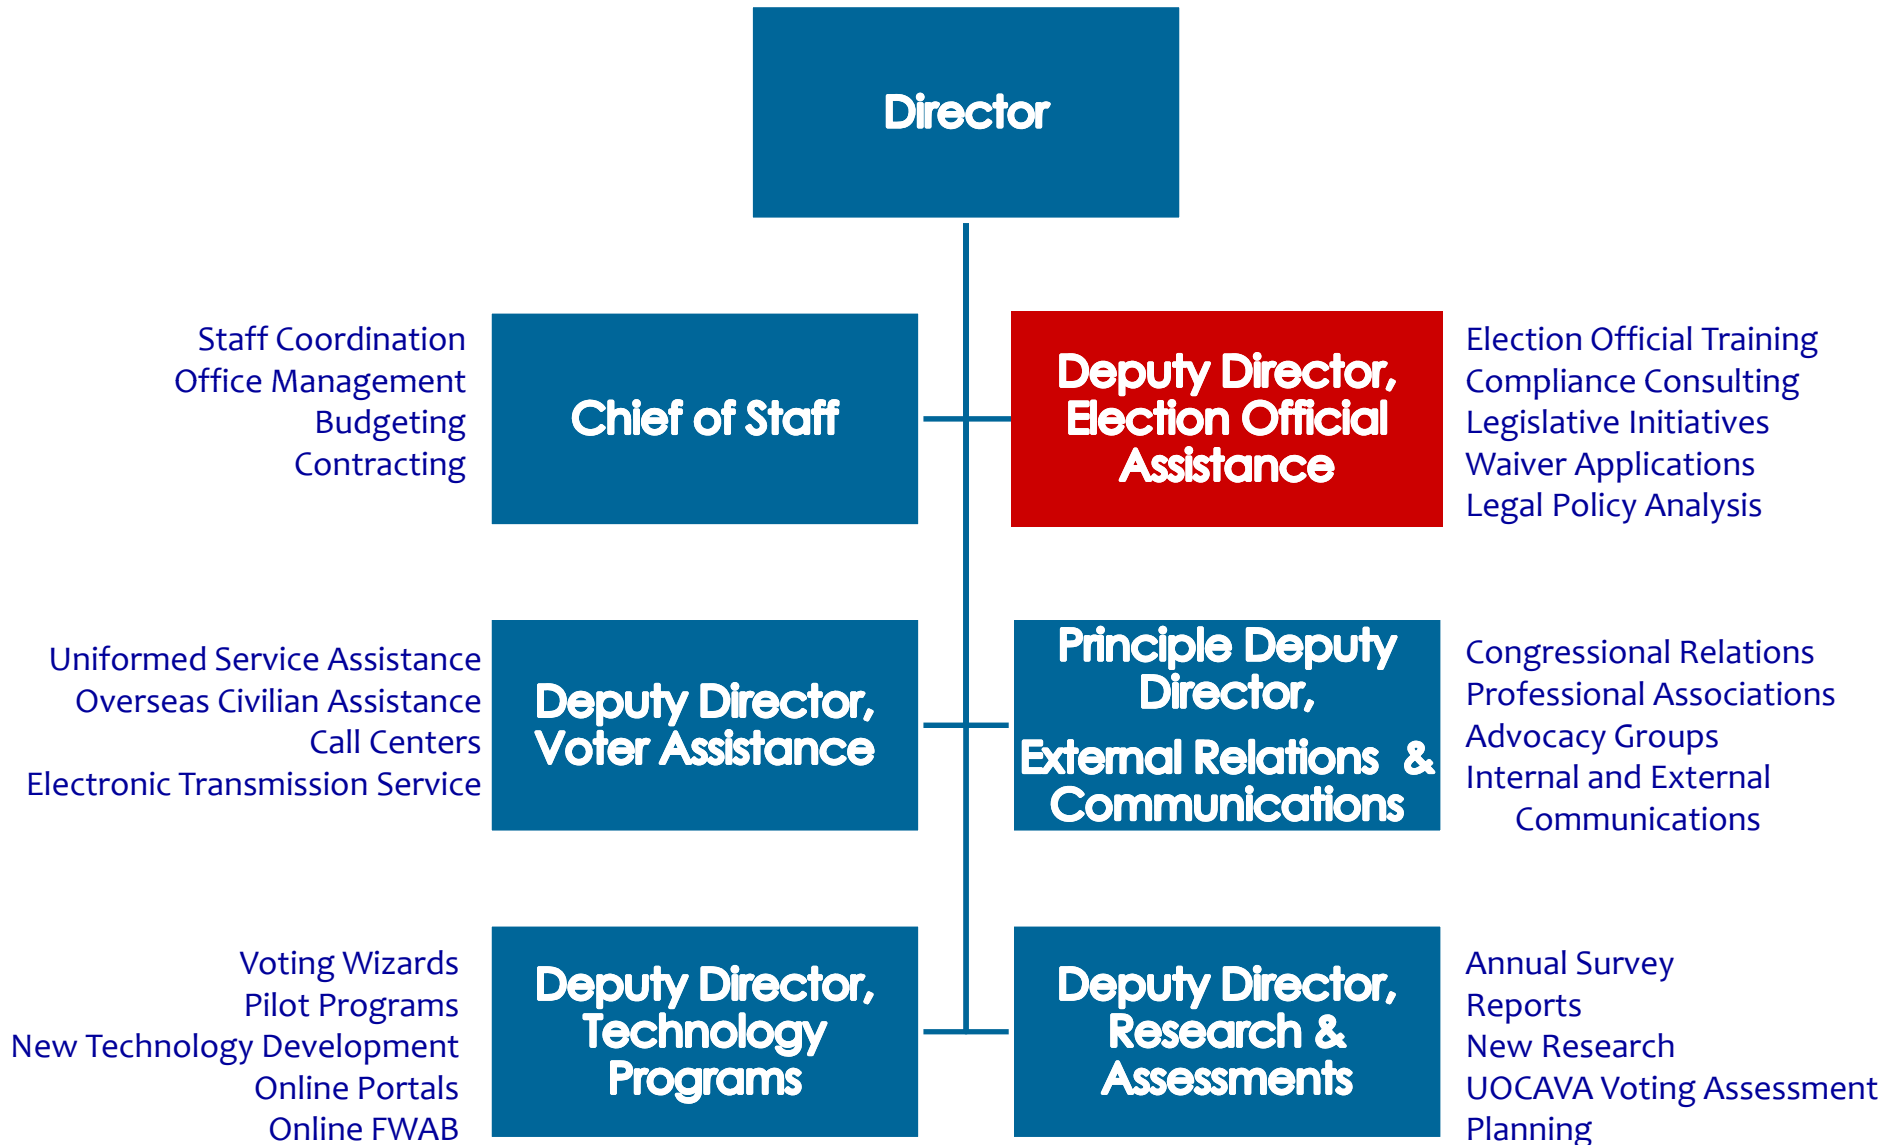 Director
Staff Coordination
Office Management
Budgeting
Contracting
Chief of Staff
Deputy Director,
Election Official
Assistance
Election Official Training
Compliance Consulting
Legislative Initiatives
Waiver Applications
Legal Policy Analysis
Uniformed Service Assistance
Overseas Civilian Assistance
Call Centers
Electronic Transmission Service
Deputy Director,
Voter Assistance
Principle Deputy
Director,
External Relations & 
Communications
Congressional Relations
Professional Associations
Advocacy Groups
Internal and External
Communications
Voting Wizards
Pilot Programs
New Technology Development
Online Portals
Online FWAB
Deputy Director,
Technology
Programs
Deputy Director,
Research &
Assessments
Annual Survey
Reports
New Research
UOCAVA Voting Assessment
Planning